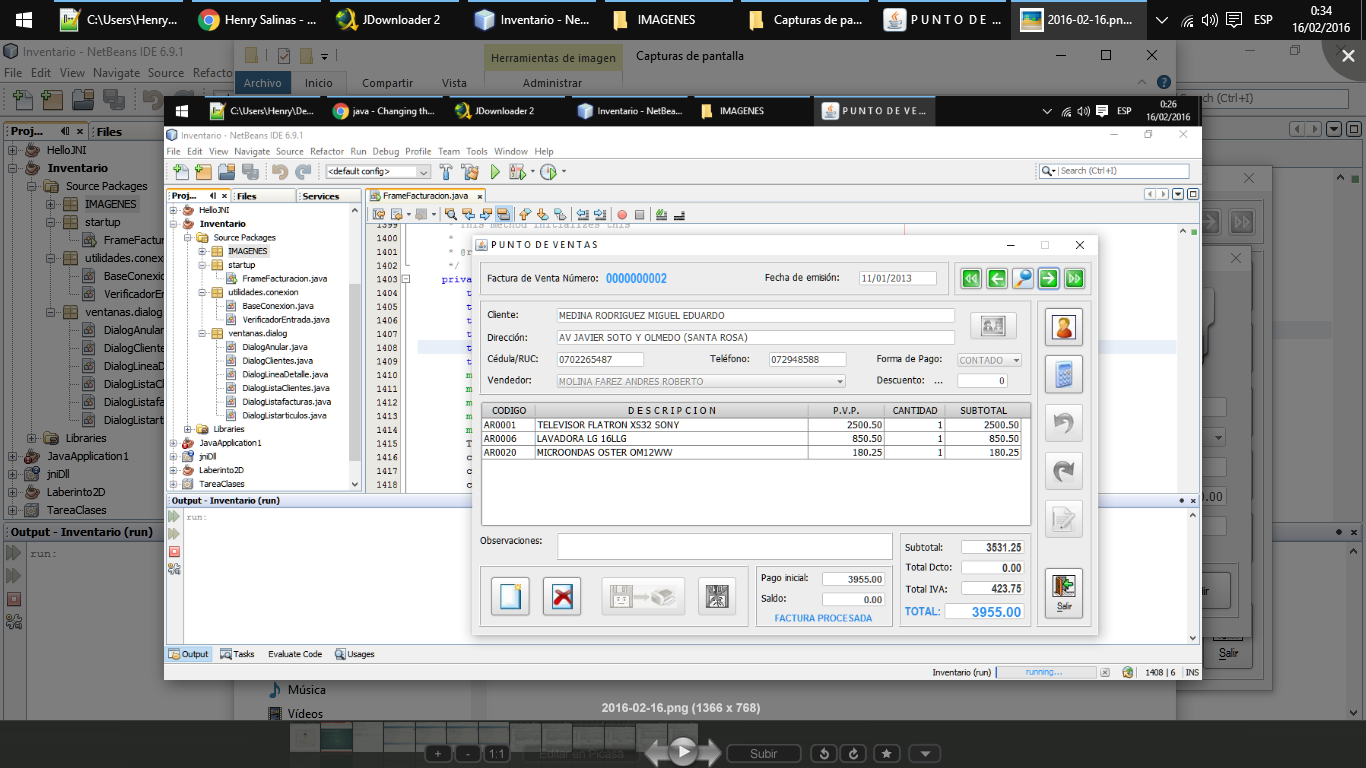 C:\Users\Henry...
Henry Salinas - ...
JDownloader 2
Inventario - Ne...
IMAGENES
Capturas de pa...
P U N T O D E ...
2016-02-16.pn...
ESP
0:34
16/02/2016
Inventario - NetBeans IDE 6.9.1
Herramientas de imagen
Capturas de pantalla
File Edit View Navigate Source Refacto
Archivo Inicio Compartir Vista Administrar
Search (Ctrl+I)
Proj... Files
HelloJNI
Inventario
Source Packages
IMAGENES
startup
FrameFactur
utilidades.conex
BaseConexio
VerificadorEn
ventanas.dialog
DialogAnular
DialogCliente
DialogLineaD
DialogListaCl
DialogListafa
DialogListart
Libraries
JavaApplication1
jniDll
Laberinto2D
TareaClases
Output - Inventario (run)
run:
C:\Users\Henry\De...
java - Changing th...
JDownloader 2
Inventario - NetBea...
IMAGENES
P U N T O D E V E ...
ESP
0:26
16/02/2016
Inventario - NetBeans IDE 6.9.1
File Edit View Navigate Source Refactor Run Debug Profile Team Tools Window Help
<default config>
Search (Ctrl+I)
Proj... Files Services
FrameFacturacion.java
HelloJNI
Inventario
Source Packages
IMAGENES
startup
FrameFacturacion.java
utilidades.conexion
BaseConexion.java
VerificadorEntrada.java
ventanas.dialog
DialogAnular.java
DialogClientes.java
DialogLineaDetalle.java
DialogListaClientes.java
DialogListafacturas.java
DialogListarticulos.java
Libraries
JavaApplication1
jniDll
Laberinto2D
TareaClases
1399 * This method initializes this
1400 *
1401 * @r
1402 */
1403 priva
1404 t
1405 t
1406 t
1407 t
1408 t
1409 t
1410 m
1411 m
1412 m
1413 m
1414 m
1415 T
1416 c
1417 c
1418 c
P U N T O D E V E N T A S
Factura de Venta Número: 0000000002
Fecha de emisión: 11/01/2013
Cliente: MEDINA RODRIGUEZ MIGUEL EDUARDO
Dirección: AV JAVIER SOTO Y OLMEDO (SANTA ROSA)
Cédula/RUC: 0702265487 Teléfono: 072948588 Forma de Pago: CONTADO
Vendedor: MOLINA FAREZ ANDRES ROBERTO Descuento: ... 0
CODIGO D E S C R I P C I O N P.V.P. CANTIDAD SUBTOTAL
AR0001 TELEVISOR FLATRON XS32 SONY 2500.50 1 2500.50
AR0006 LAVADORA LG 16LLG 850.50 1 850.50
AR0020 MICROONDAS OSTER OM12WW 180.25 1 180.25
Observaciones:
Subtotal: 3531.25
Total Dcto: 0.00
Total IVA: 423.75
TOTAL: 3955.00
Pago inicial: 3955.00
Saldo: 0.00
FACTURA PROCESADA
Salir
Output - Inventario (run)
run:
Output Tasks Evaluate Code Usages
Inventario (run) running... 1408 | 6 INS
0.00
ir
Salir
Música
Vídeos
2016-02-16.png (1366 x 768)
+ - 1:1 Editar en Picasa Subir